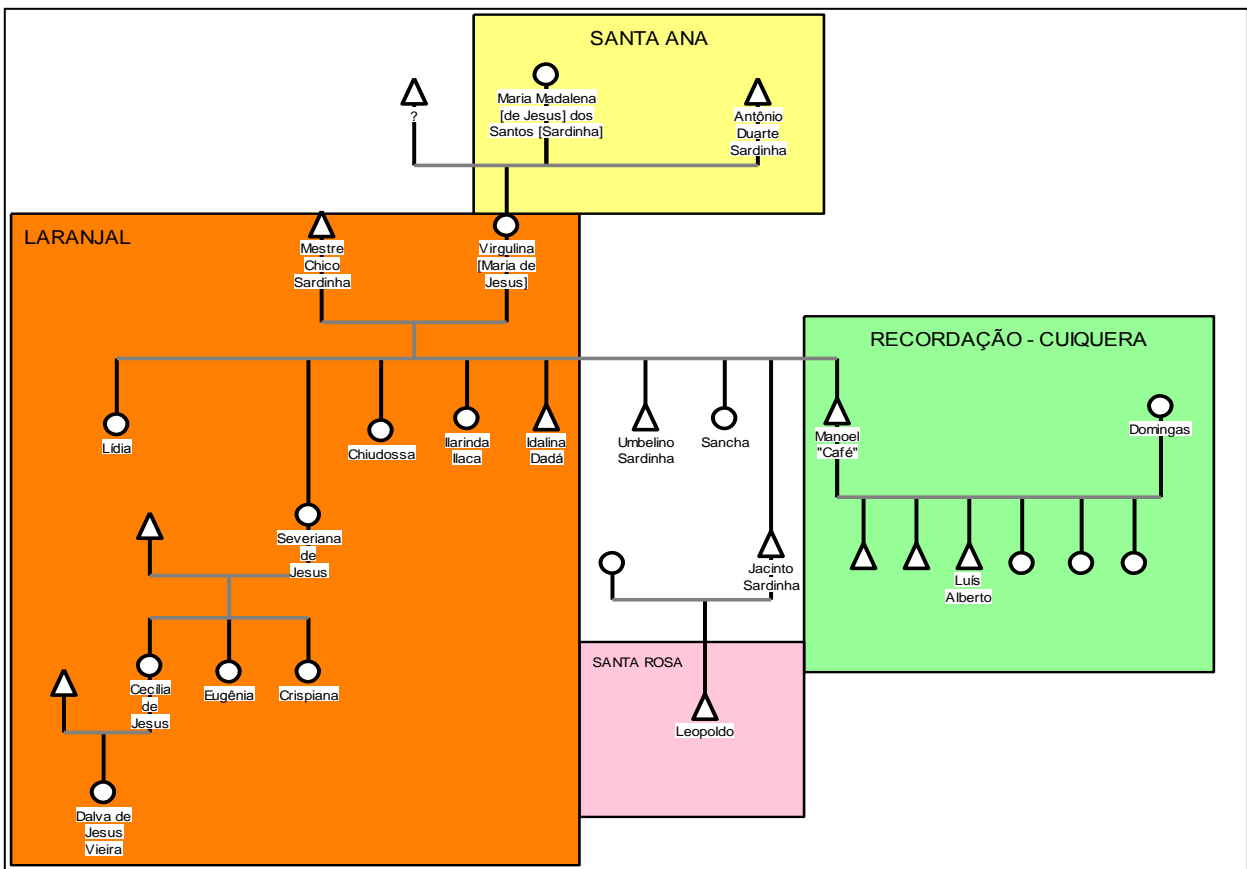 SANTA ANA
?
Maria Madalena
[de Jesus] dos
Santos [Sardinha]
Antônio
Duarte
Sardinha
LARANJAL
Mestre
Chico
Sardinha
Virgulina
[Maria de
Jesus]
RECORDAÇÃO - CUIQUERA
Lídia
Chiudossa
Ilarinda
Ilaca
Idalina
Dadá
Umbelino
Sardinha
Sancha
Manoel
"Café"
Domingas
Severiana
de
Jesus
Jacinto
Sardinha
Luís
Alberto
SANTA ROSA
Cecília
de
Jesus
Eugênia
Crispiana
Leopoldo
Dalva de
Jesus
Vieira